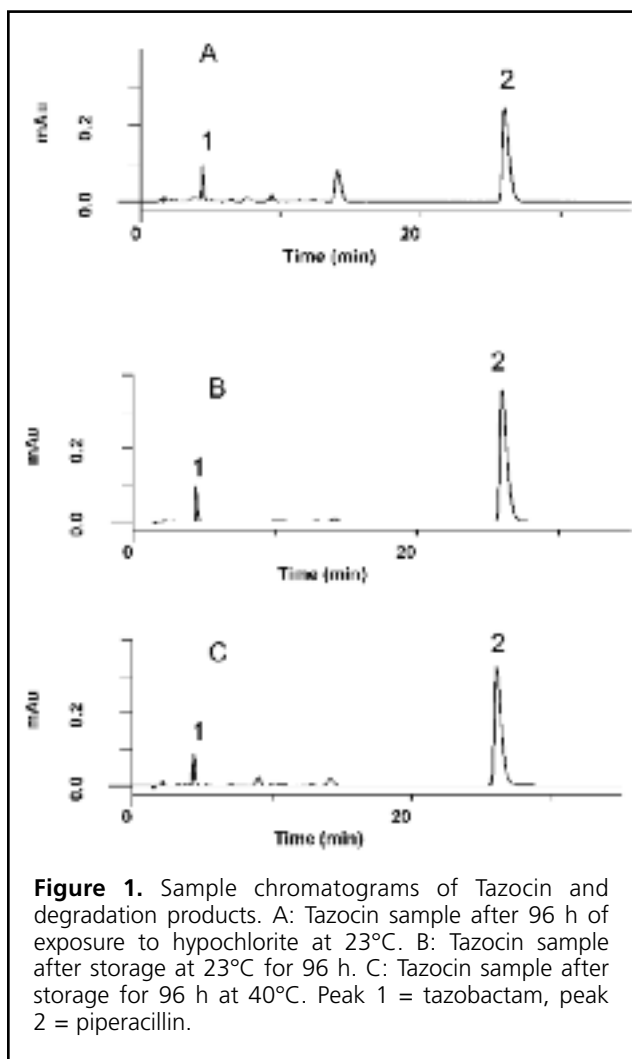 A
2
mAu
0.2
1
0.0
0
20
Time (min)
2
B
mAu
0.2
1
0.0
0
20
Time (min)
2
C
mAu
0.2
1
0.0
0
20
Time (min)
Figure 1. Sample chromatograms of Tazocin and
degradation products. A: Tazocin sample after 96 h of
exposure to hypochlorite at 23°C. B: Tazocin sample
after storage at 23°C for 96 h. C: Tazocin sample after
storage for 96 h at 40°C. Peak 1 = tazobactam, peak
2 = piperacillin.